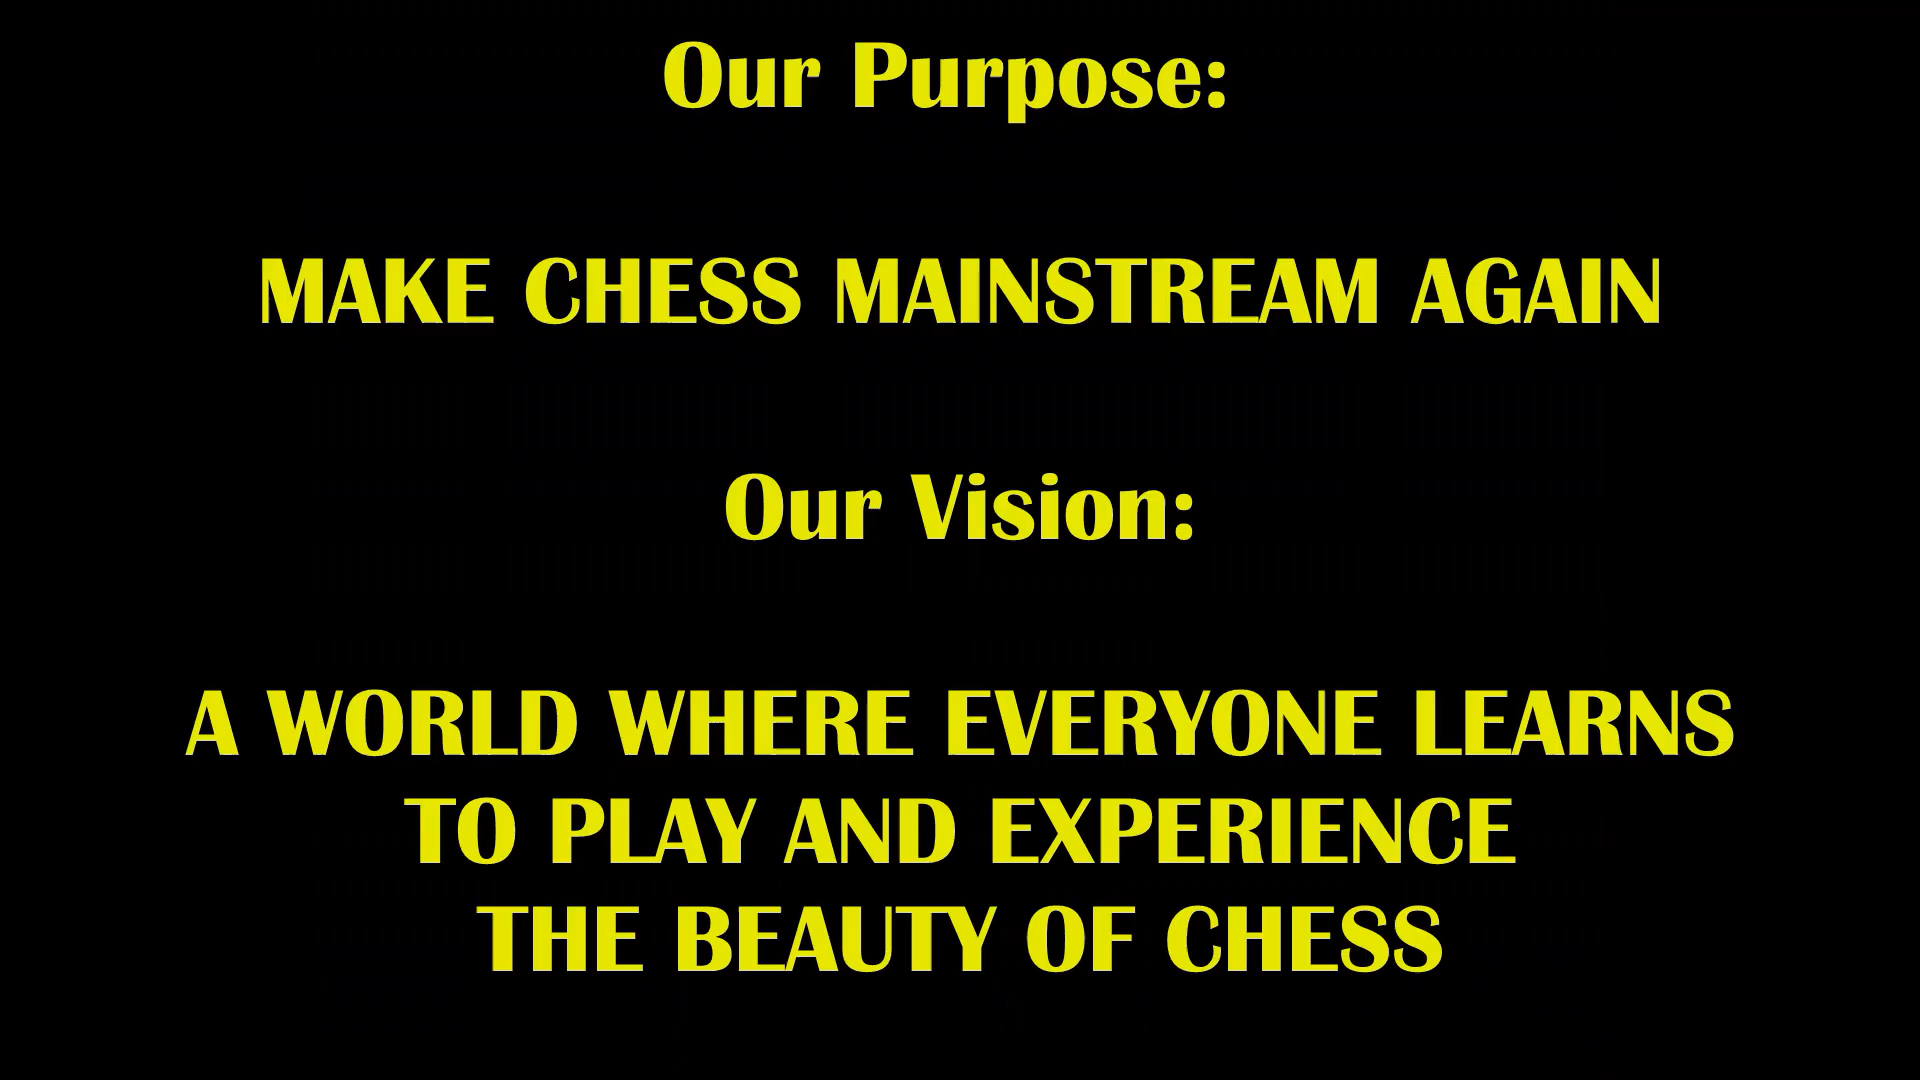 Our Purpose:
MAKE CHESS MAINSTREAM AGAIN
Our Vision:
A WORLD WHERE EVERYONE LEARNS
TO PLAY AND EXPERIENCE
THE BEAUTY OF CHESS